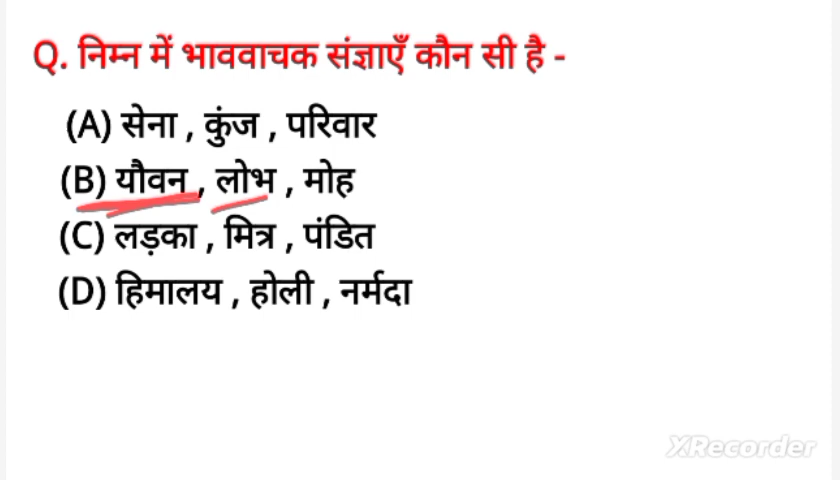 Q. निम्न में भाववाचक संज्ञाएँ कौन सी है -
(A) सेना , कुंज , परिवार
(B) यौवन , लोभ , मोह
(C) लड़का , मित्र , पंडित
(D) हिमालय , होली , नर्मदा
XRecorder